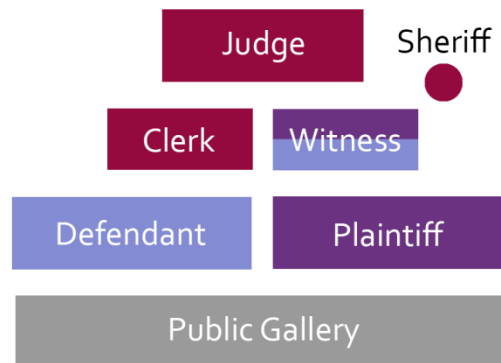 Judge
Sheriff
Clerk
Witness
Defendant
Plaintiff
Public Gallery